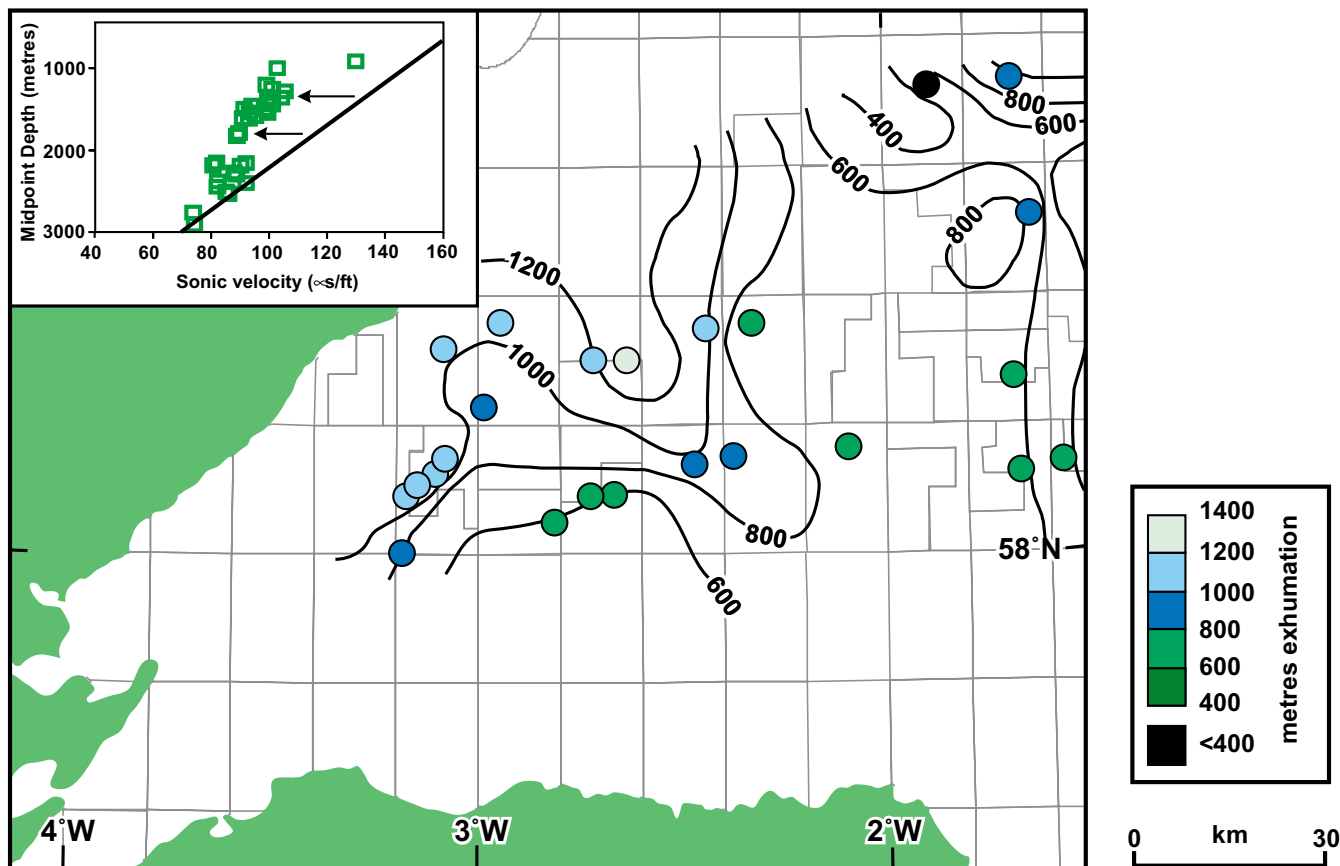 Midpoint Depth (metres)
1000
2000
3000
40 60 80 100 120 140 160
Sonic velocity (∝s/ft)
800
600
400
600
800
1200
1000
800
600
58˚N
4˚W
3˚W
2˚W
1400
1200
1000
800
600
400
<400
metres exhumation
0 km 30